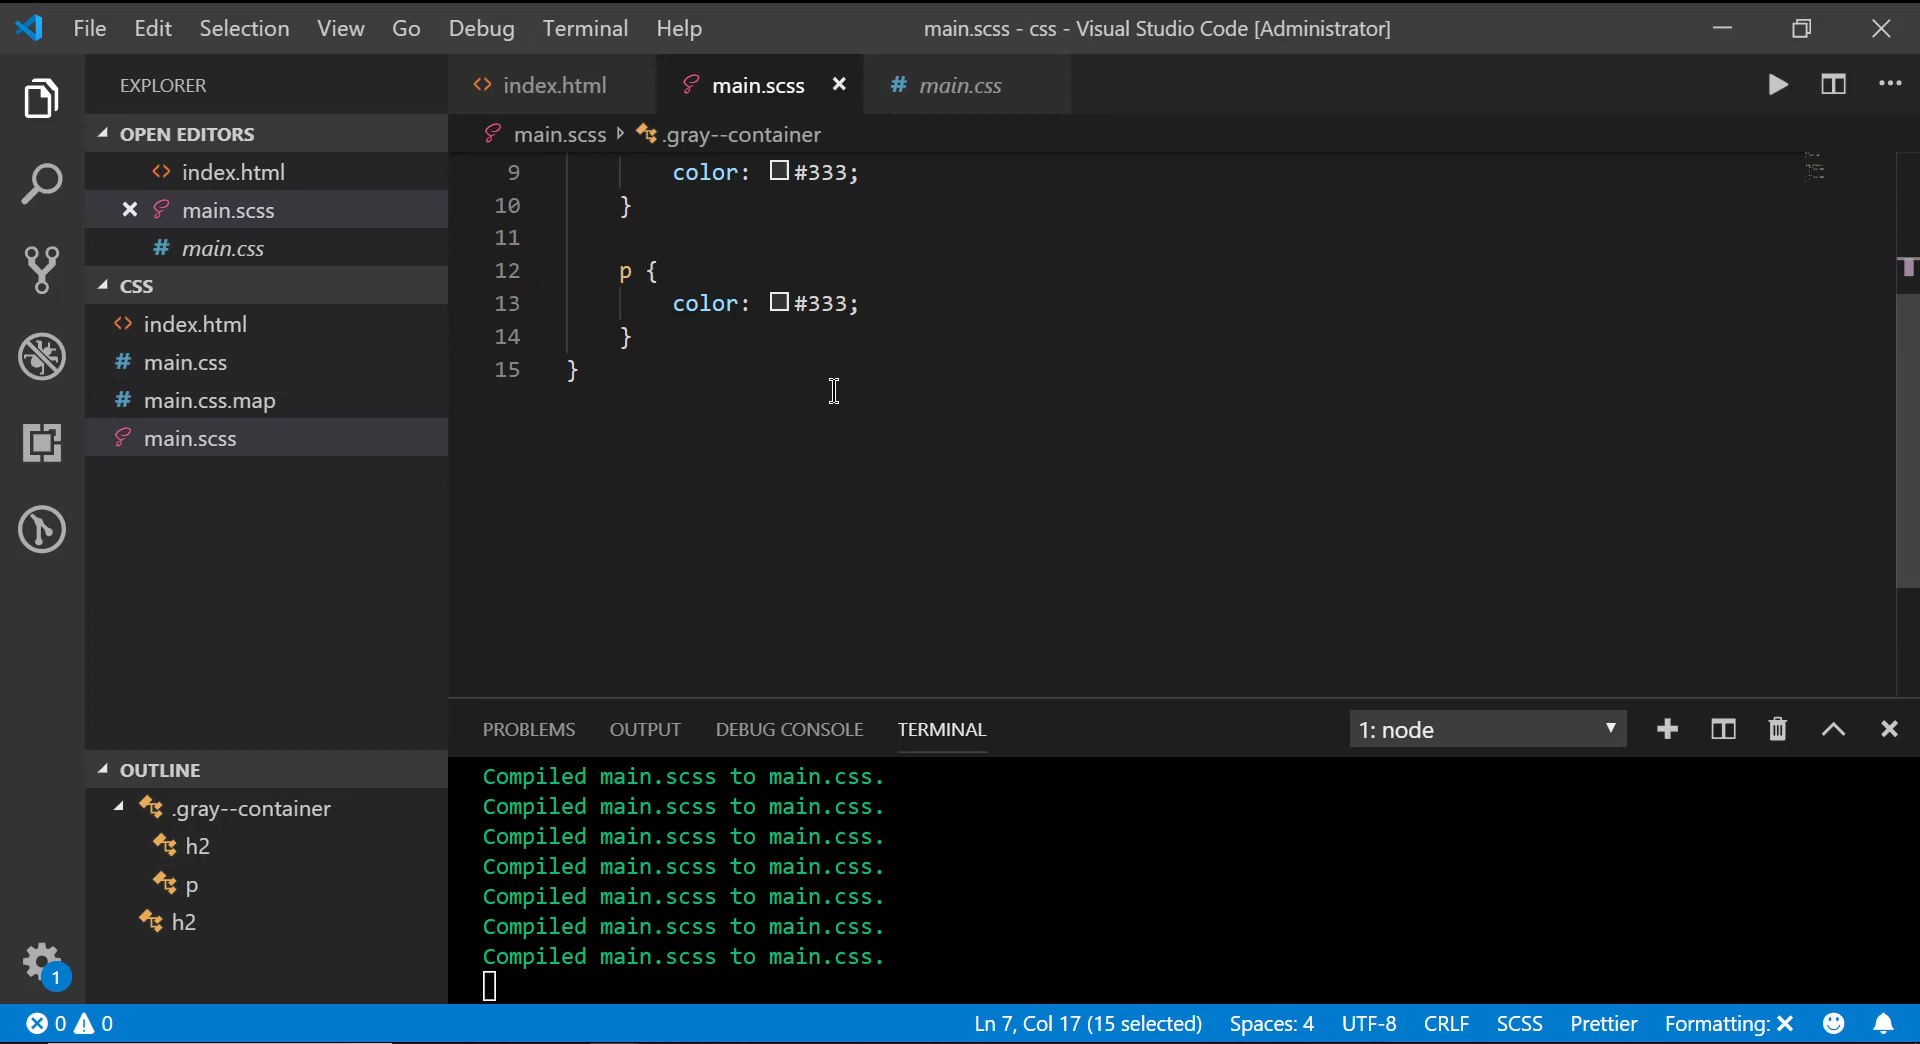 File Edit Selection View Go Debug Terminal Help main.scss - css - Visual Studio Code [Administrator]
EXPLORER
OPEN EDITORS
index.html
main.scss
main.css
CSS
index.html
main.css
main.css.map
main.scss
OUTLINE
.gray--container
h2
p
h2
1
index.html main.scss main.css
main.scss .gray--container
9 color: #333;
10 }
11
12 p {
13 color: #333;
14 }
15 }
PROBLEMS OUTPUT DEBUG CONSOLE TERMINAL 1: node
Compiled main.scss to main.css.
Compiled main.scss to main.css.
Compiled main.scss to main.css.
Compiled main.scss to main.css.
Compiled main.scss to main.css.
Compiled main.scss to main.css.
Compiled main.scss to main.css.
0 0 Ln 7, Col 17 (15 selected) Spaces: 4 UTF-8 CRLF SCSS Prettier Formatting: ✕